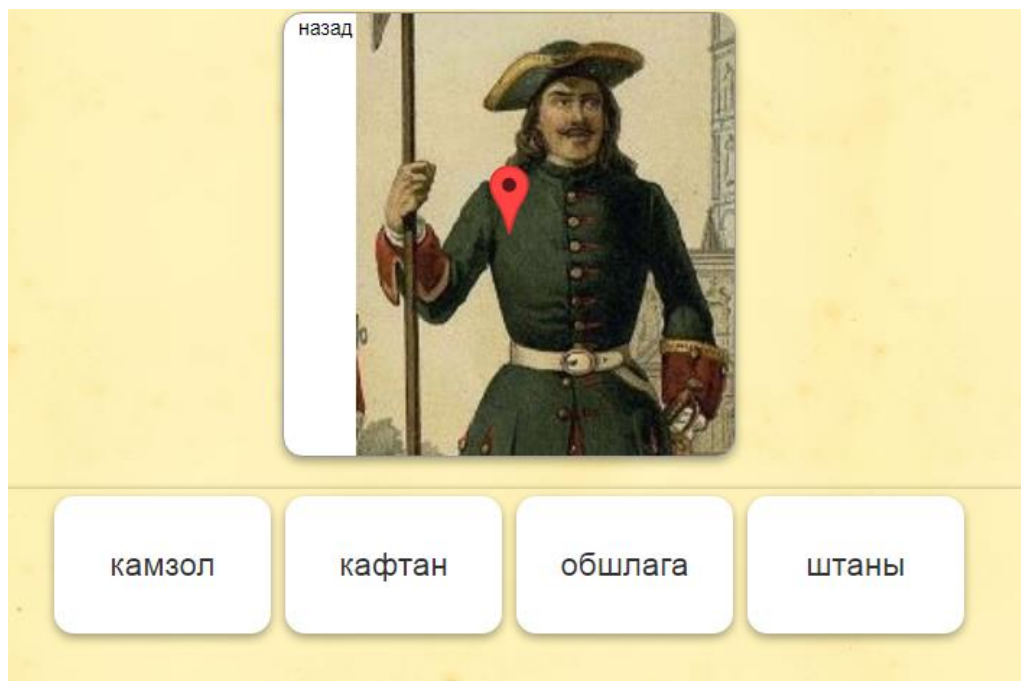 назад
камзол
кафтан
обшлага
штаны